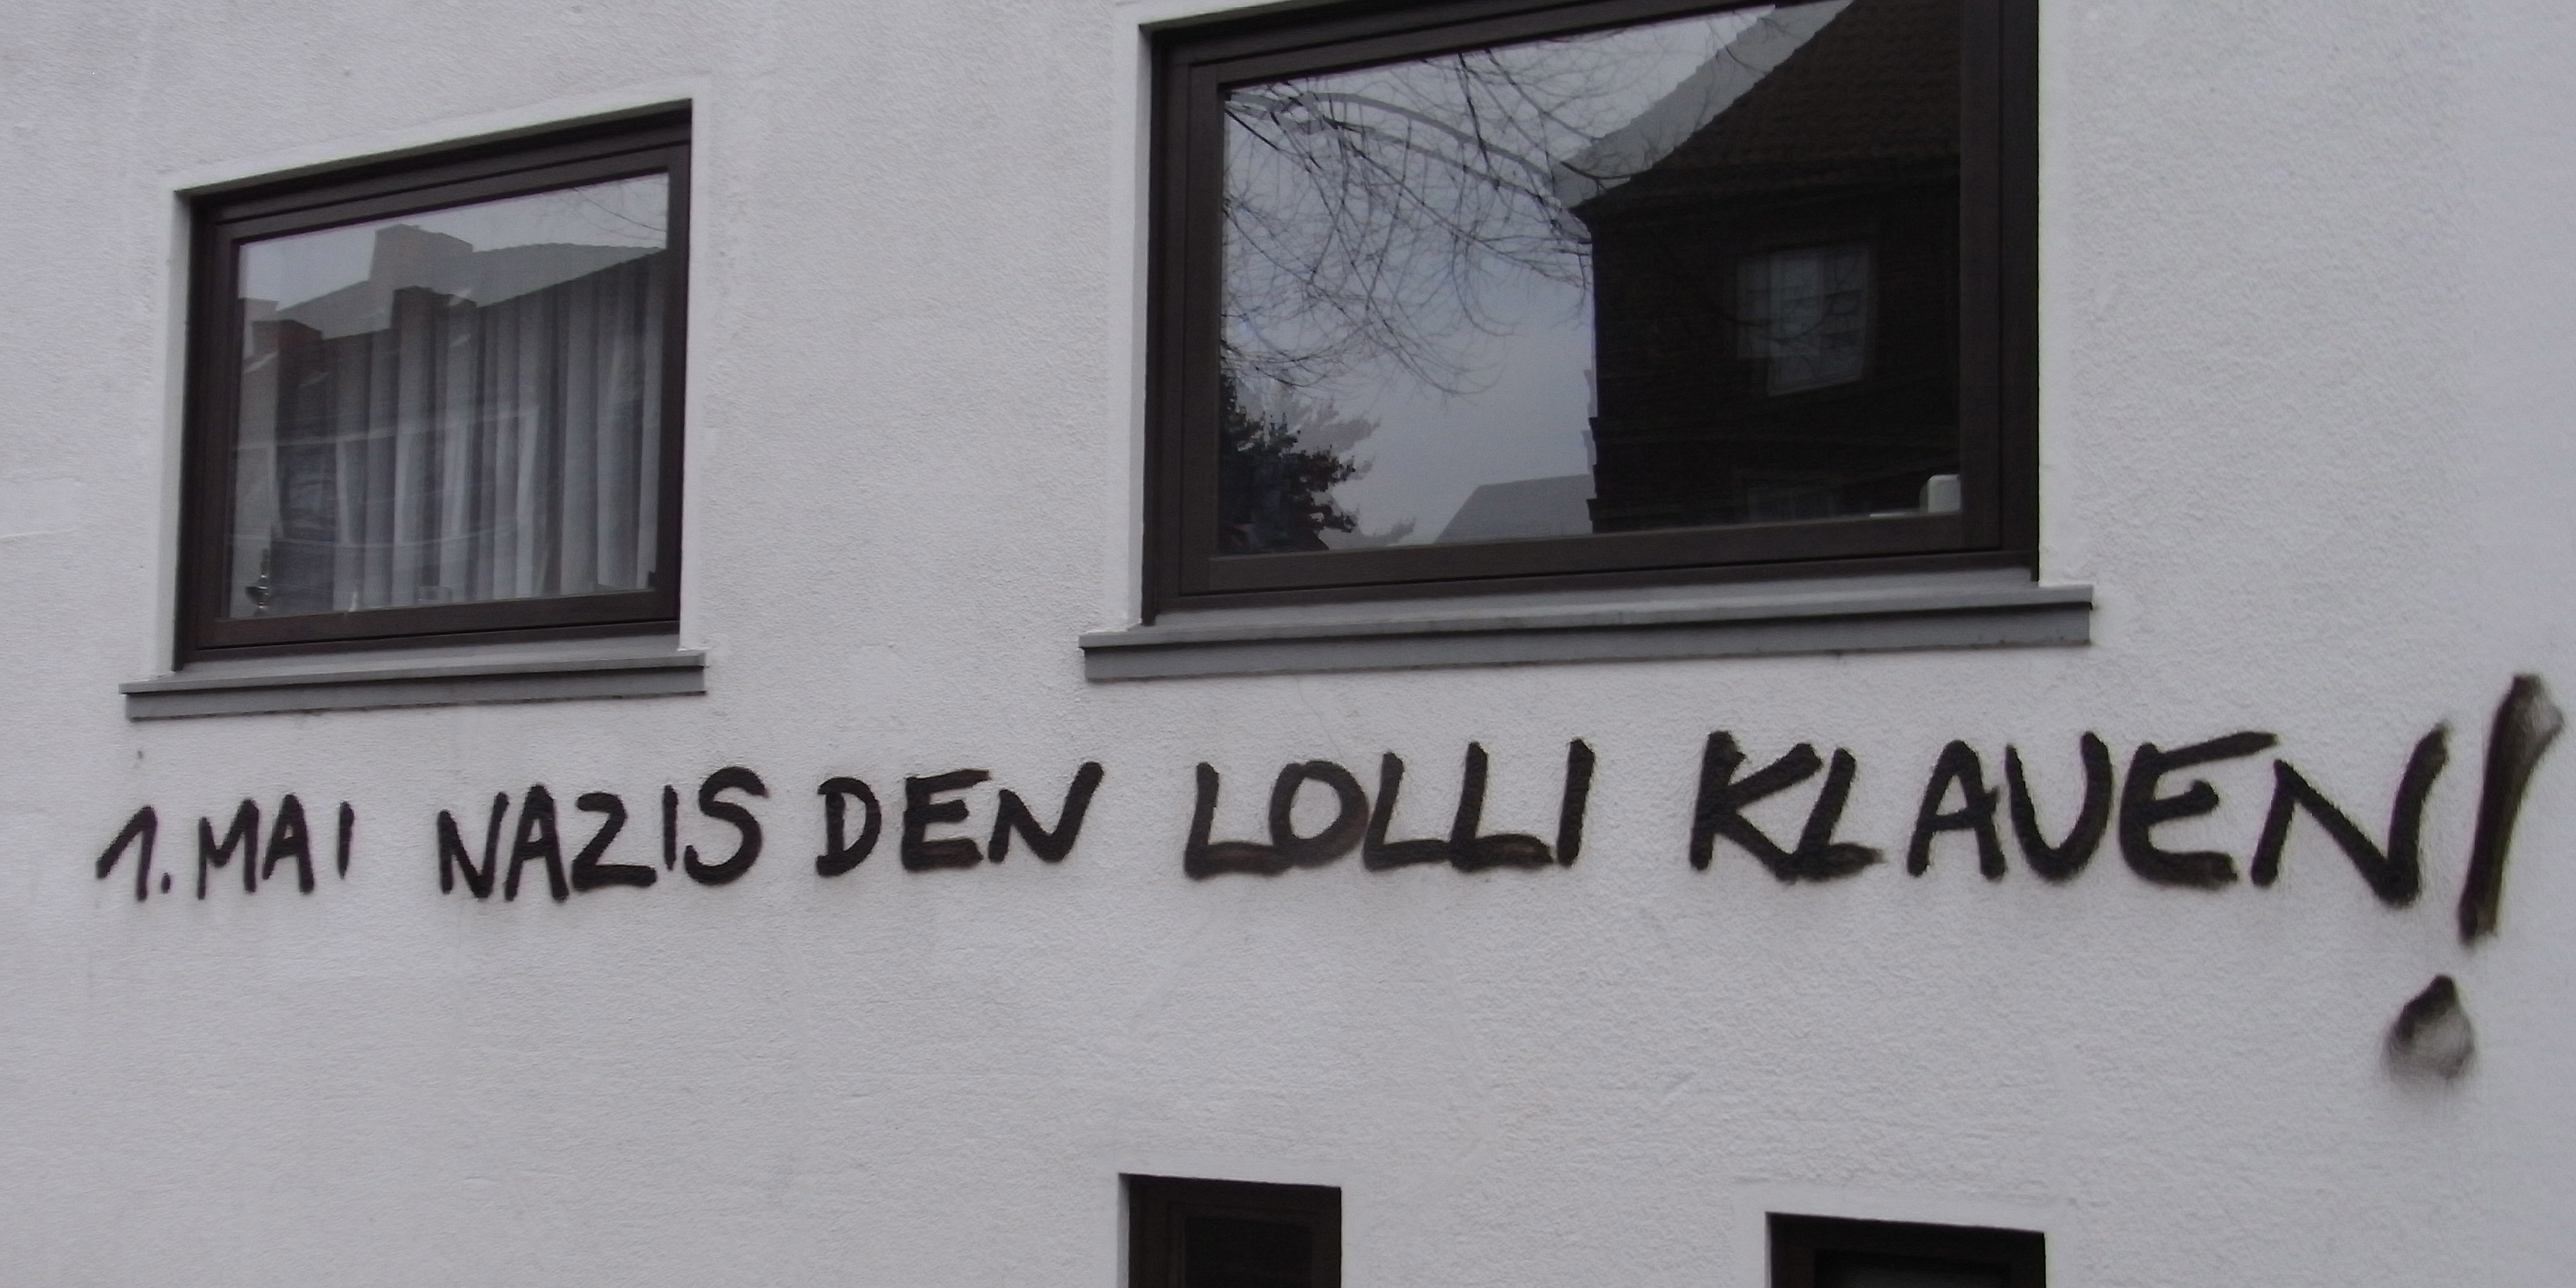 1. MAI NAZIS DEN LOLLI KLAUEN!